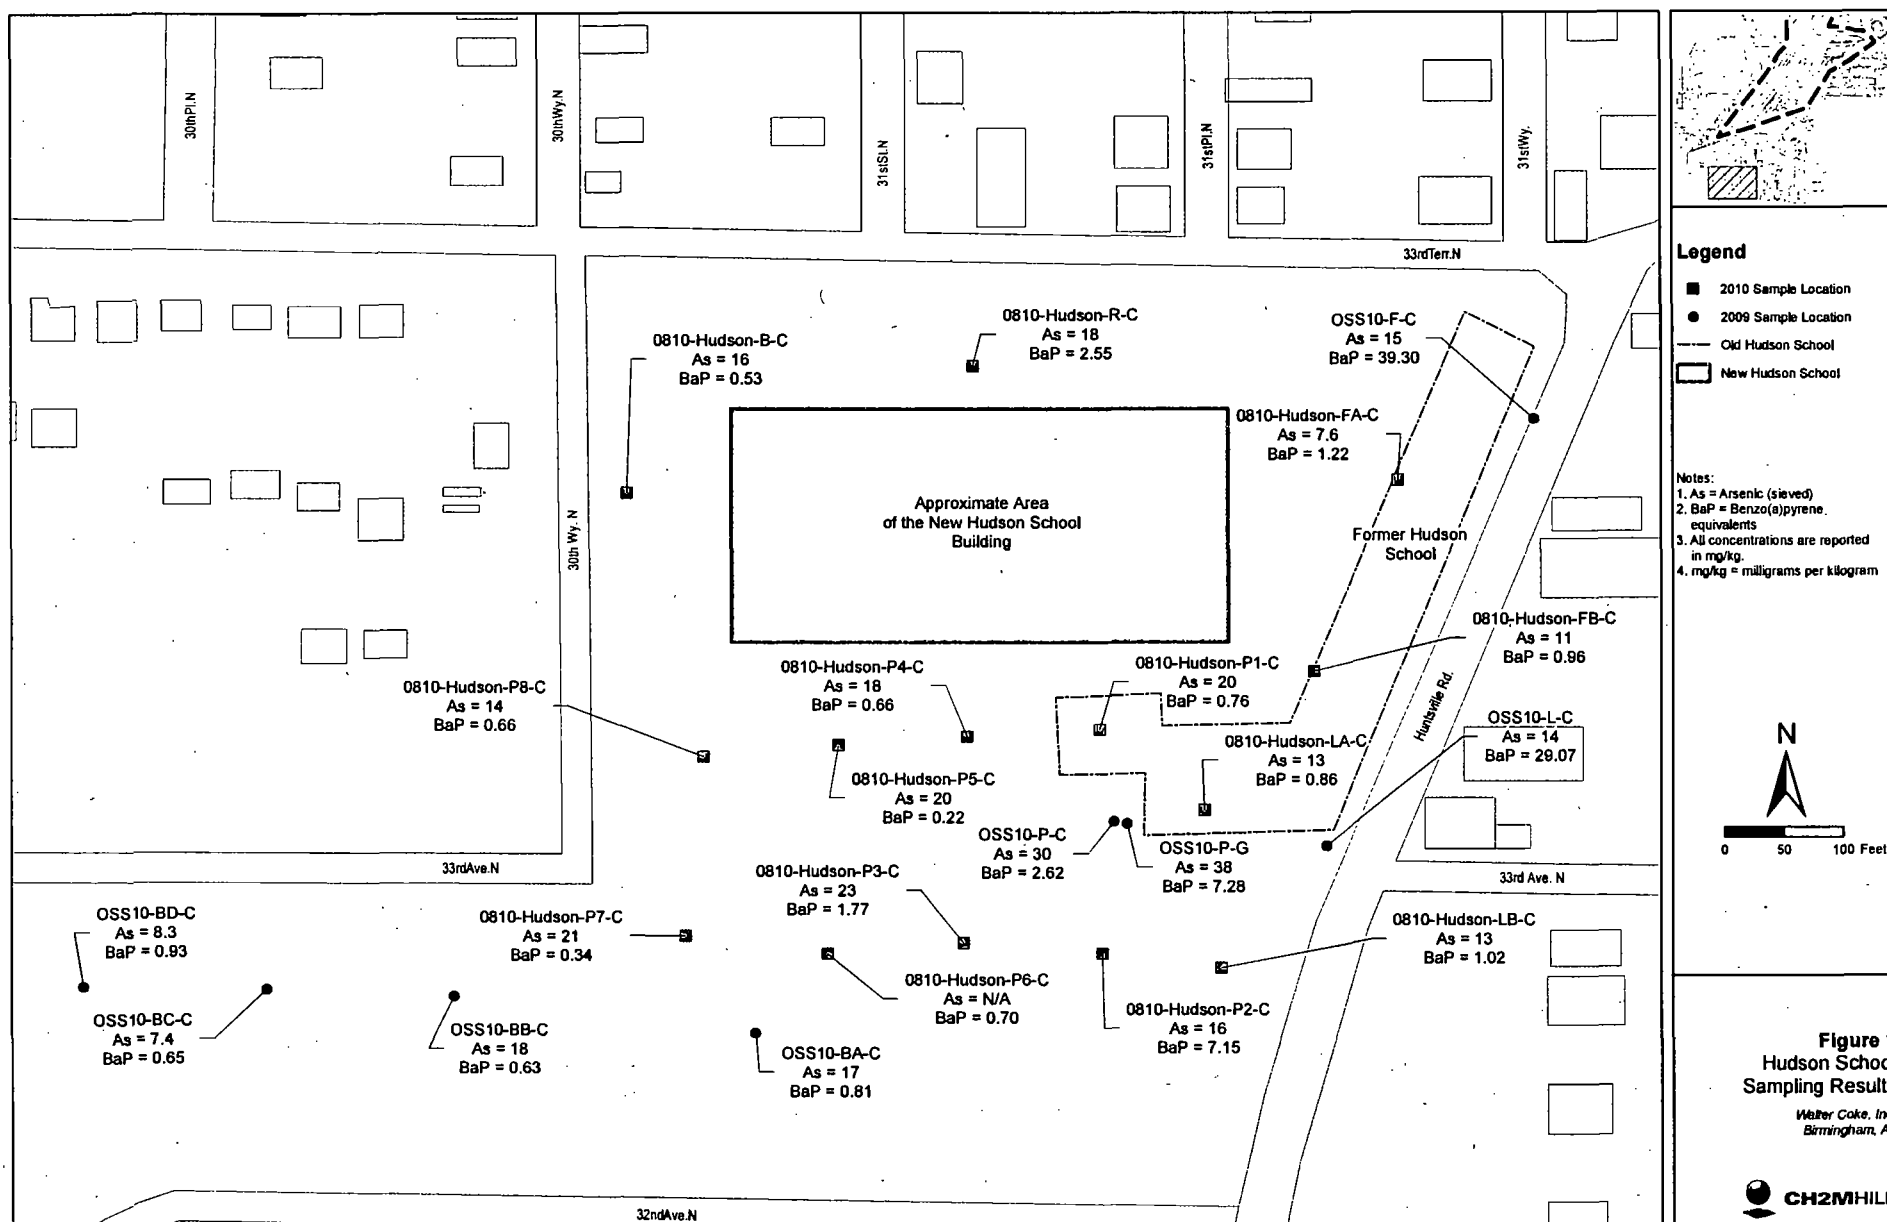 30thPl.N
30thWy.N
31stSt.N
31stPl.N
31stWy.
33rdTerr.N
0810-Hudson-B-C
As = 16
BaP = 0.53
0810-Hudson-R-C
As = 18
BaP = 2.55
OSS10-F-C
As = 15
BaP = 39.30
0810-Hudson-FA-C
As = 7.6
BaP = 1.22
Approximate Area
of the New Hudson School
Building
Former Hudson
School
30th Wy. N
0810-Hudson-FB-C
As = 11
BaP = 0.96
0810-Hudson-P8-C
As = 14
BaP = 0.66
0810-Hudson-P4-C
As = 18
BaP = 0.66
0810-Hudson-P1-C
As = 20
BaP = 0.76
Huntsville Rd.
OSS10-L-C
As = 14
BaP = 29.07
0810-Hudson-LA-C
As = 13
BaP = 0.86
0810-Hudson-P5-C
As = 20
BaP = 0.22
OSS10-P-C
As = 30
BaP = 2.62
OSS10-P-G
As = 38
BaP = 7.28
33rdAve.N
33rd Ave. N
0810-Hudson-P3-C
As = 23
BaP = 1.77
OSS10-BD-C
As = 8.3
BaP = 0.93
0810-Hudson-P7-C
As = 21
BaP = 0.34
0810-Hudson-LB-C
As = 13
BaP = 1.02
0810-Hudson-P6-C
As = N/A
BaP = 0.70
0810-Hudson-P2-C
As = 16
BaP = 7.15
OSS10-BC-C
As = 7.4
BaP = 0.65
OSS10-BB-C
As = 18
BaP = 0.63
OSS10-BA-C
As = 17
BaP = 0.81
32ndAve.N
Legend
2010 Sample Location
2009 Sample Location
Old Hudson School
New Hudson School
Notes:
1. As = Arsenic (sieved)
2. BaP = Benzo(a)pyrene
equivalents
3. All concentrations are reported
in mg/kg.
4. mg/kg = milligrams per kilogram
N
0 50 100 Feet
Figure
Hudson Schoo
Sampling Result
Walter Coke, In
Birmingham, A
CH2MHIL